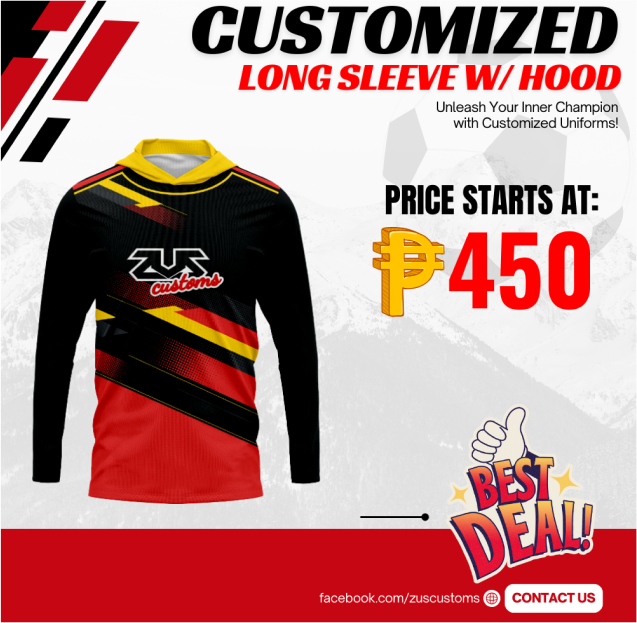 CUSTOMIZED
LONG SLEEVE W/ HOOD
Unleash Your Inner Champion
with Customized Uniforms!
PRICE STARTS AT:
₱450
ZUS
customs
BEST
DEAL!
facebook.com/zuscustoms
CONTACT US